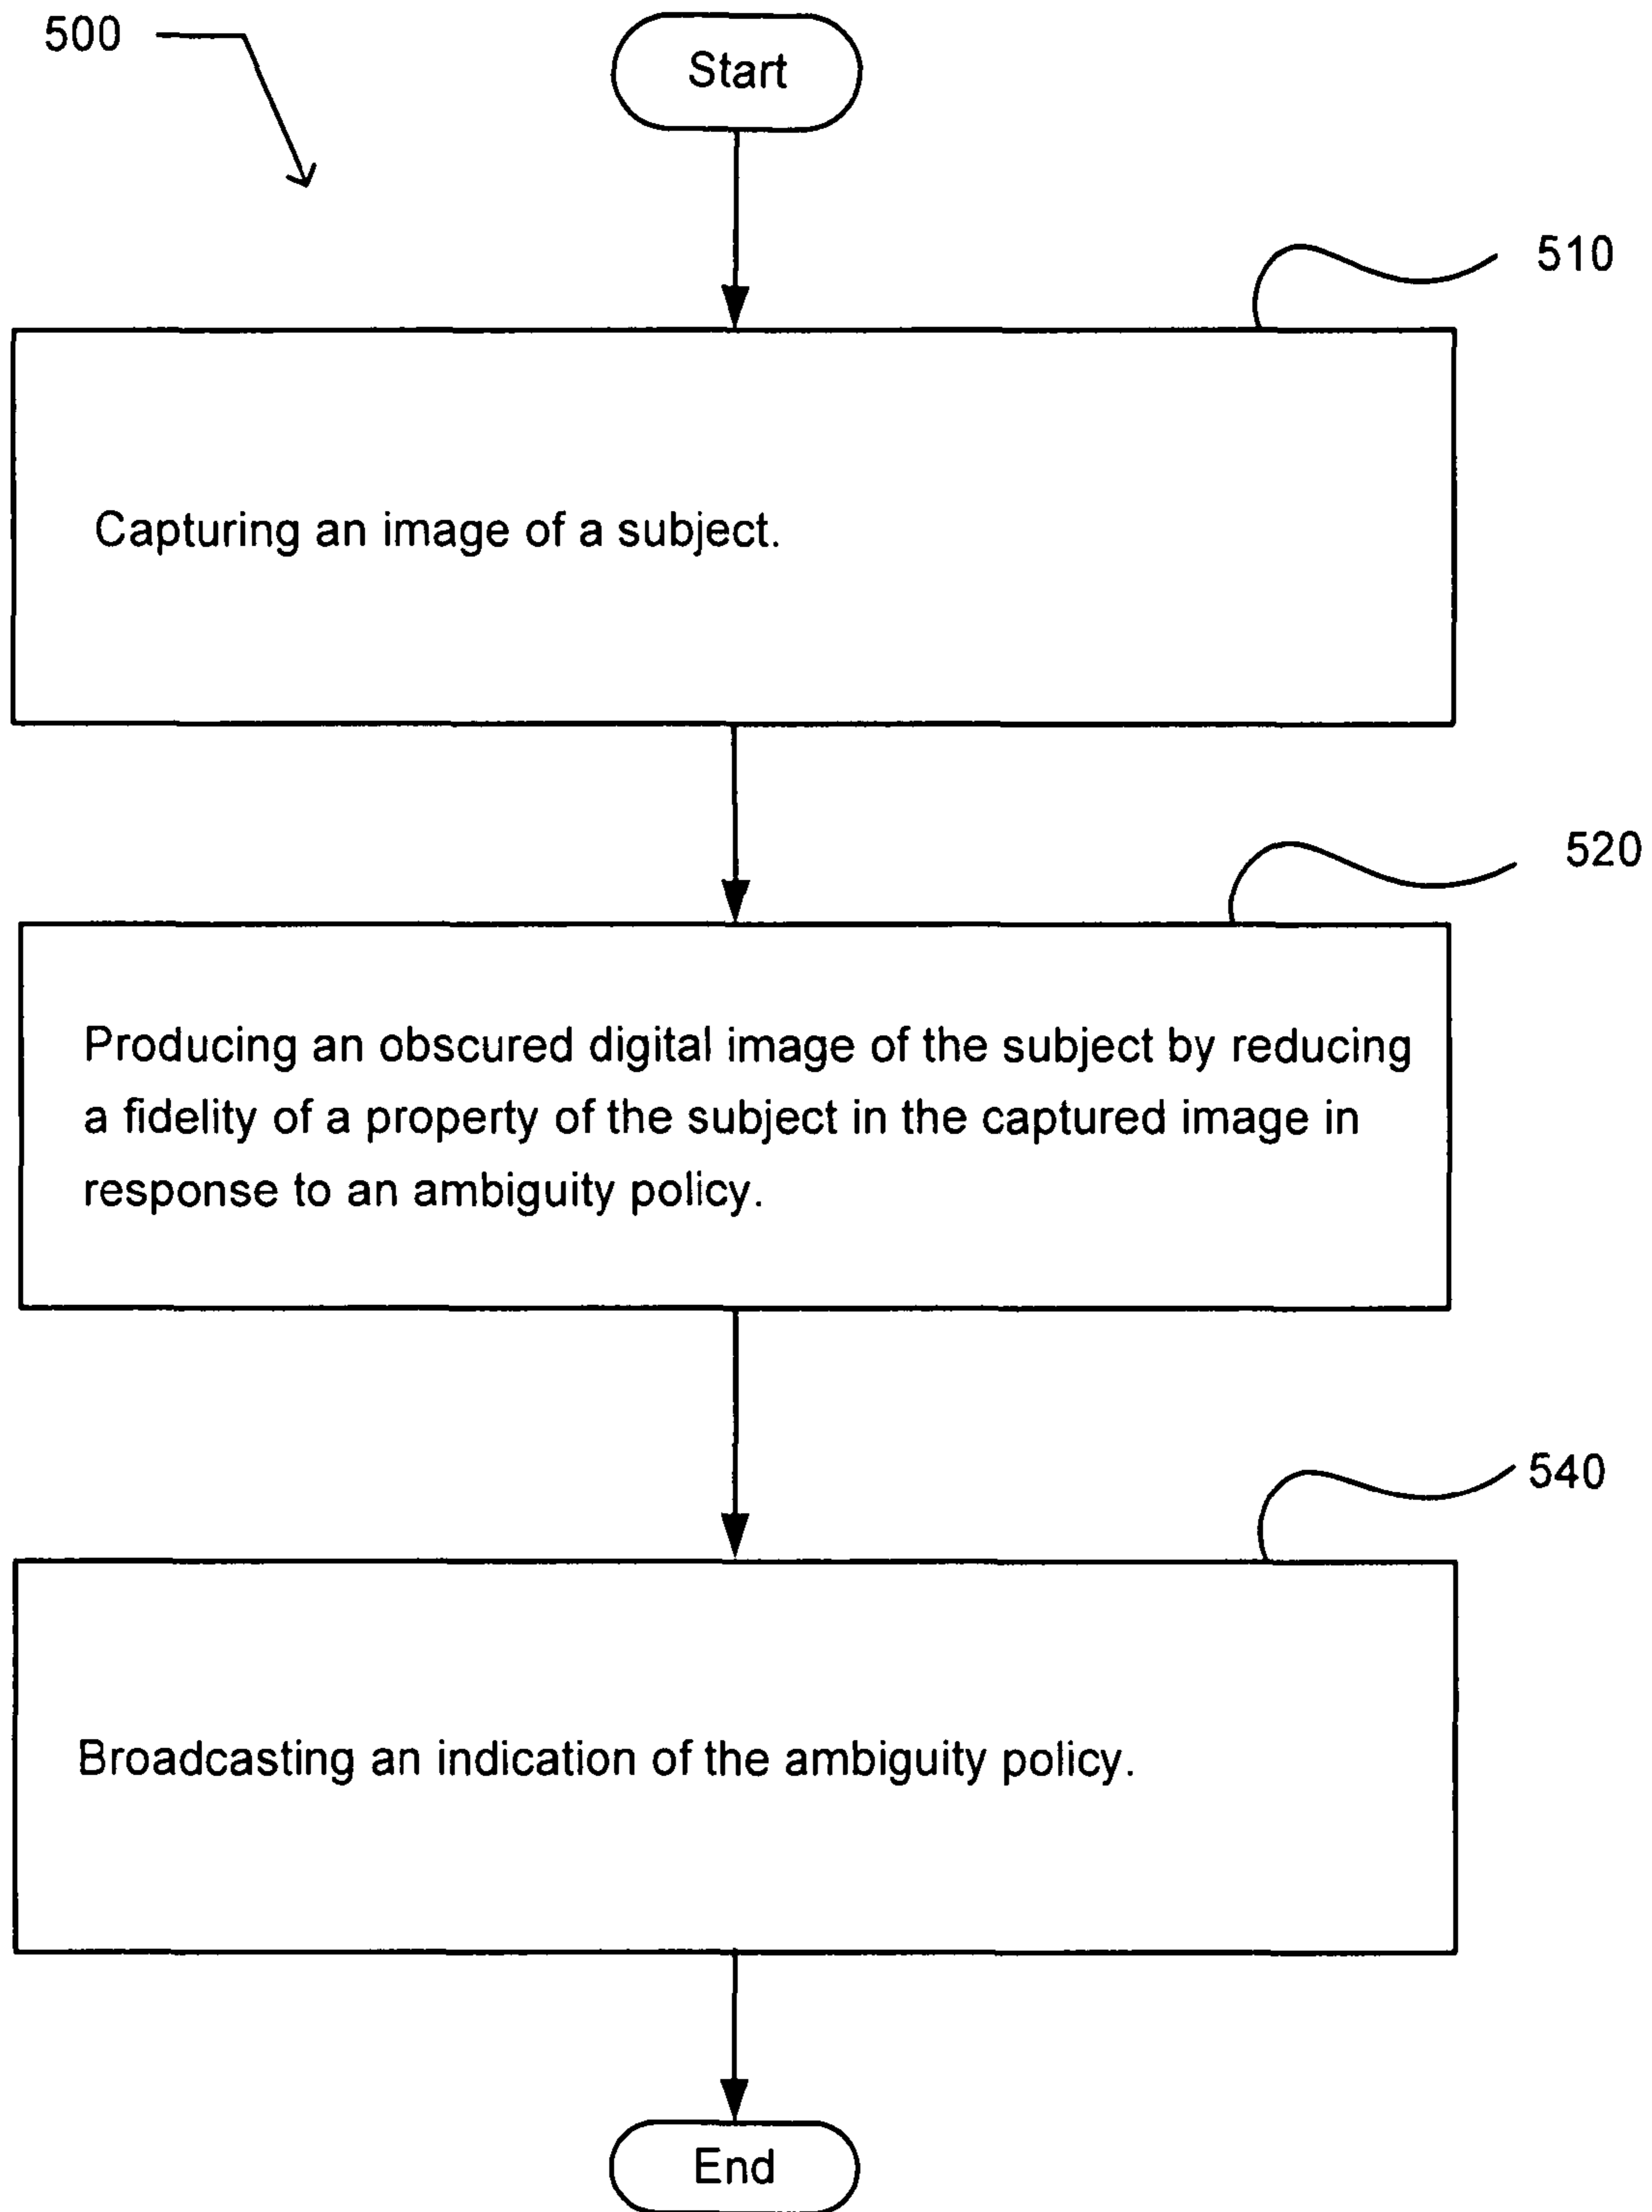 500
Start
510
Capturing an image of a subject.
520
Producing an obscured digital image of the subject by reducing
a fidelity of a property of the subject in the captured image in
response to an ambiguity policy.
540
Broadcasting an indication of the ambiguity policy.
End